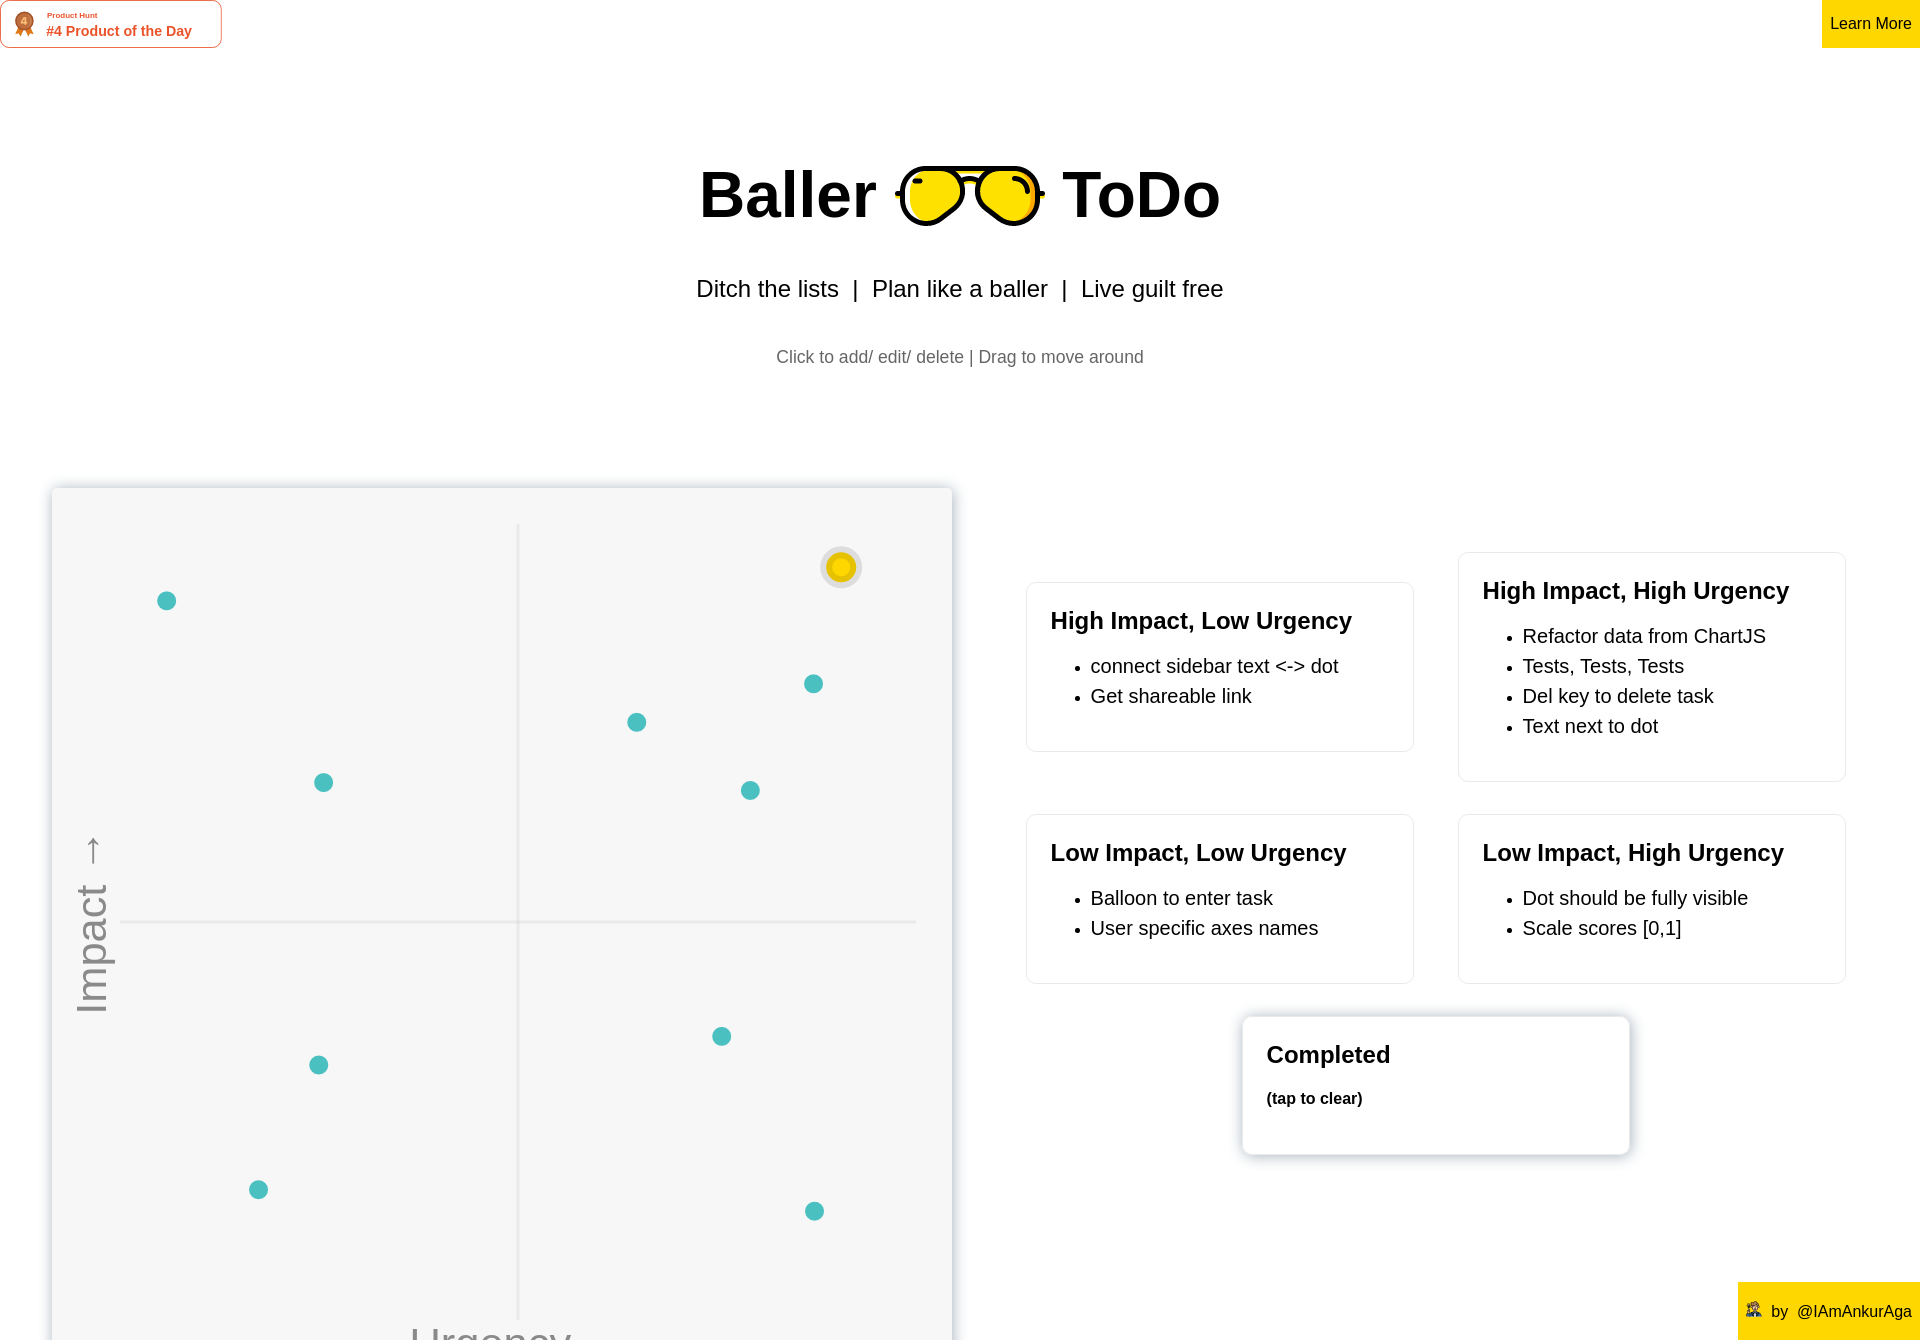 4
Product Hunt
#4 Product of the Day
Learn More
Baller ToDo
Ditch the lists | Plan like a baller | Live guilt free
Click to add/ edit/ delete | Drag to move around
Impact →
Urgency
High Impact, Low Urgency
connect sidebar text <-> dot
Get shareable link
High Impact, High Urgency
Refactor data from ChartJS
Tests, Tests, Tests
Del key to delete task
Text next to dot
Low Impact, Low Urgency
Balloon to enter task
User specific axes names
Low Impact, High Urgency
Dot should be fully visible
Scale scores [0,1]
Completed
(tap to clear)
by @IAmAnkurAga